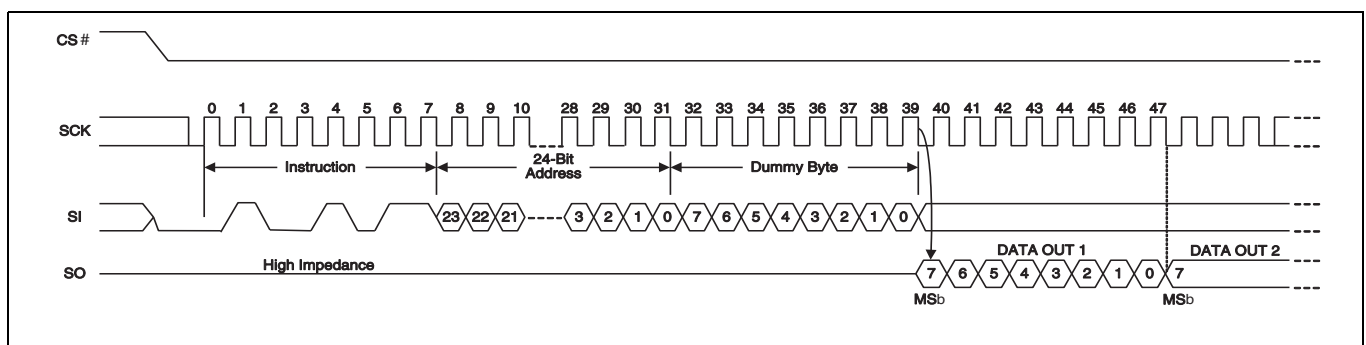 CS#
0 1 2 3 4 5 6 7 8 9 10 28 29 30 31 32 33 34 35 36 37 38 39 40 41 42 43 44 45 46 47
SCK
Instruction
24-Bit
Address
Dummy Byte
SI
23 22 21 3 2 1 0 7 6 5 4 3 2 1 0
DATA OUT 1
DATA OUT 2
SO
High Impedance
7 6 5 4 3 2 1 0 7
MSb
MSb